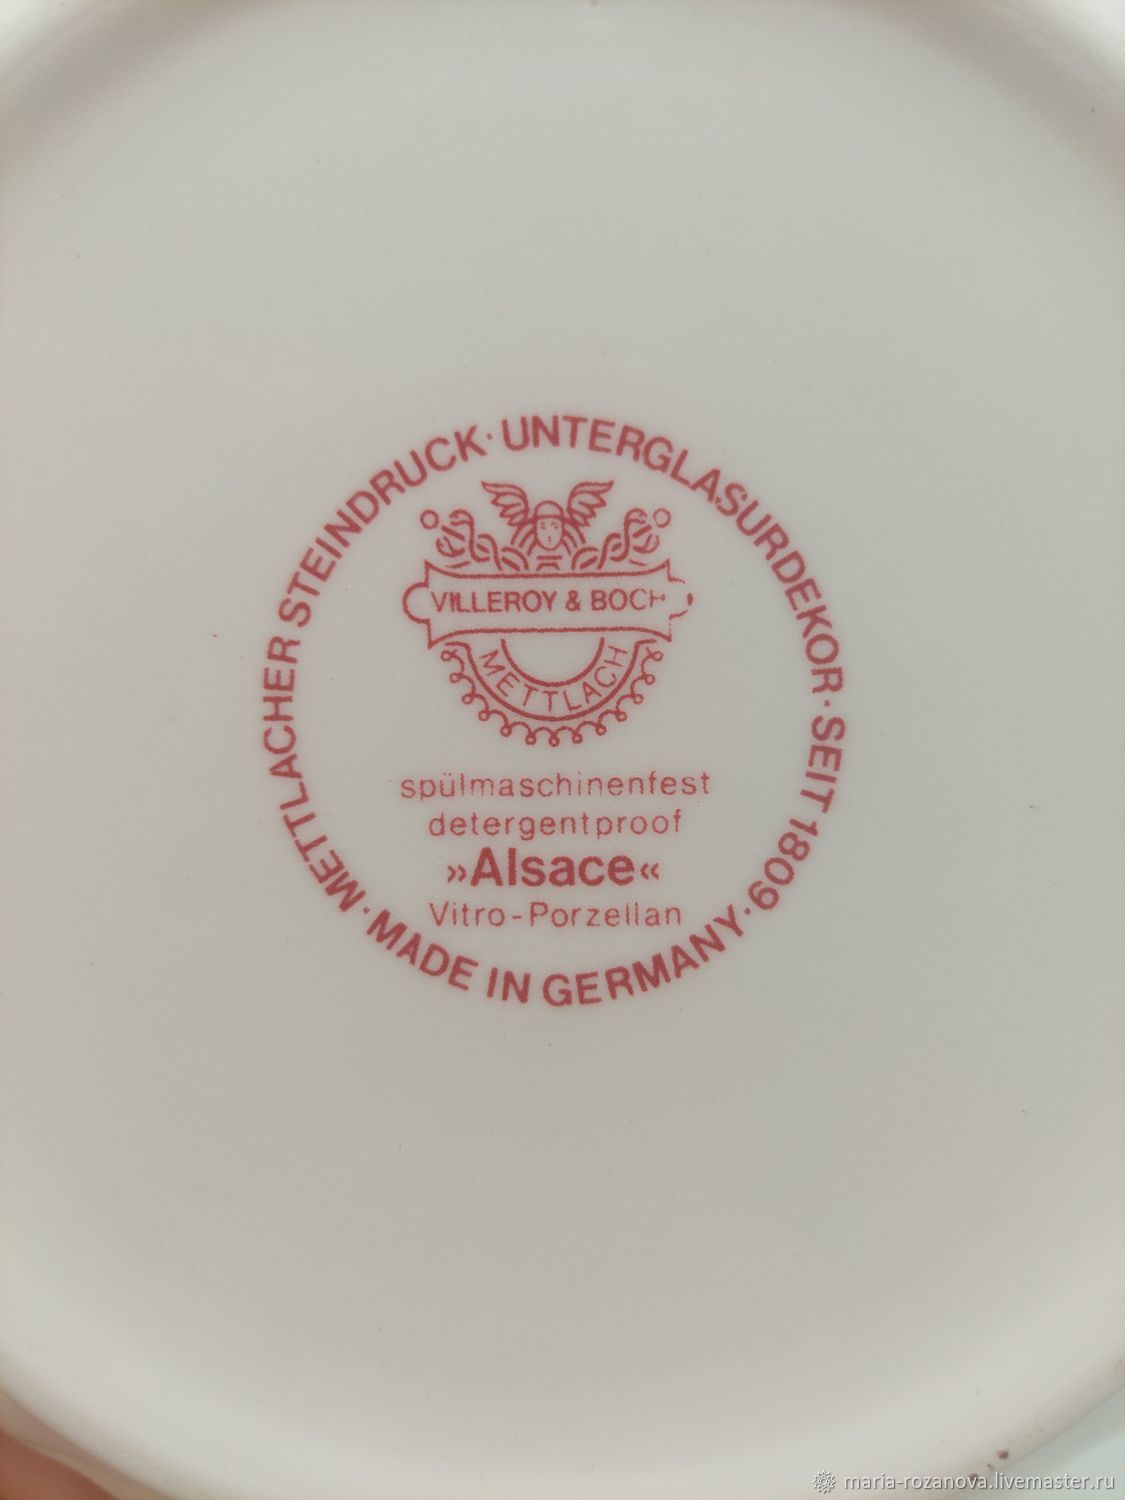 METTLACHER STEINDRUCK · UNTERGLASURDEKOR · SEIT 1809 ·
VILLEROY & BOCH
METTLACH
spülmaschinenfest
detergentproof
»Alsace«
Vitro-Porzellan
MADE IN GERMANY ·
maria-rozanova.livemaster.ru